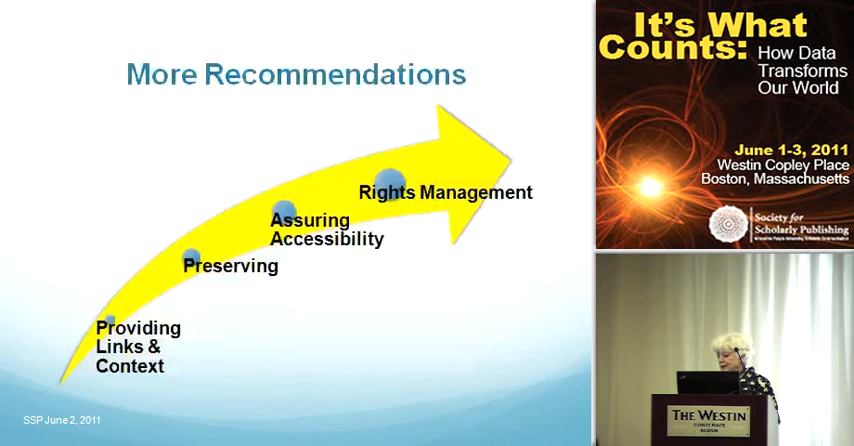 More Recommendations
Rights Management
Assuring
Accessibility
Preserving
Providing
Links &
Context
SSP June 2, 2011
It's What
Counts:
How Data
Transforms
Our World
June 1-3, 2011
Westin Copley Place
Boston, Massachusetts
Society for
Scholarly Publishing
THE WESTIN
COPLEY PLACE
BOSTON